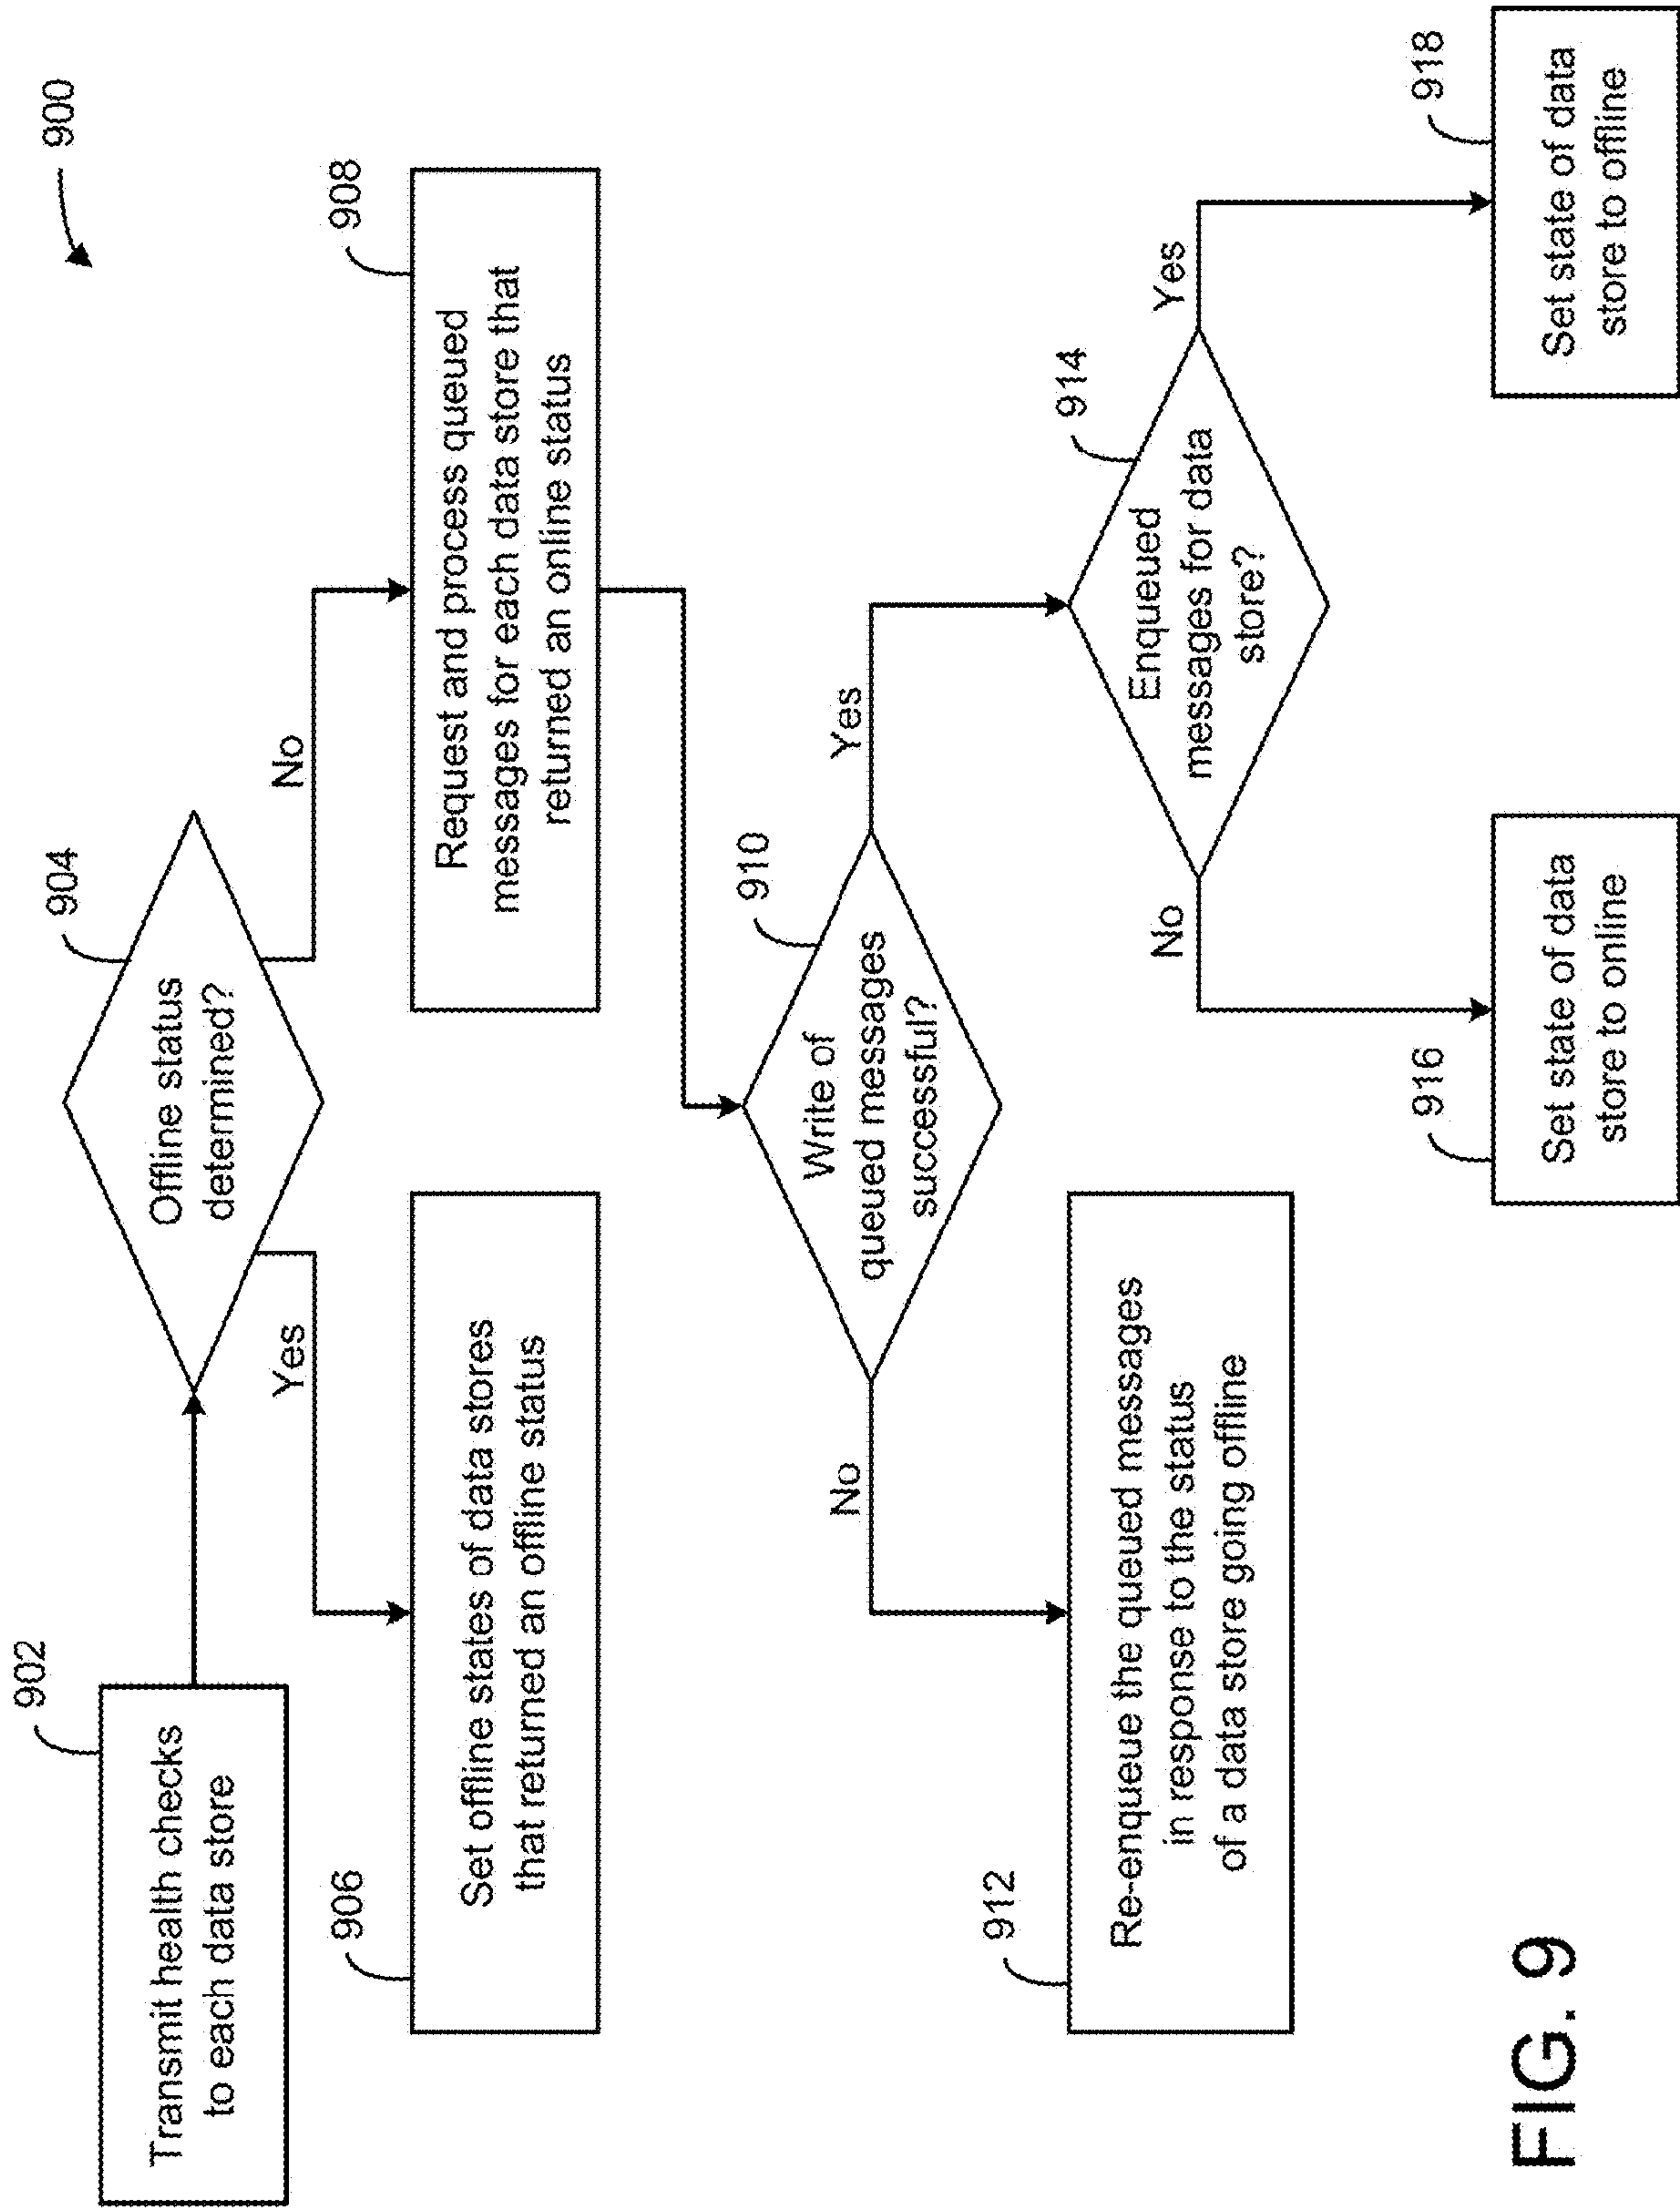 900
902
Transmit health checks
to each data store
904
Offline status
determined?
Yes
No
906
Set offline states of data stores
that returned an offline status
908
Request and process queued
messages for each data store that
returned an online status
910
Write of
queued messages
successful?
No
Yes
912
Re-enqueue the queued messages
in response to the status
of a data store going offline
914
Enqueued
messages for data
store?
No
Yes
916
Set state of data
store to online
918
Set state of data
store to offline
FIG. 9